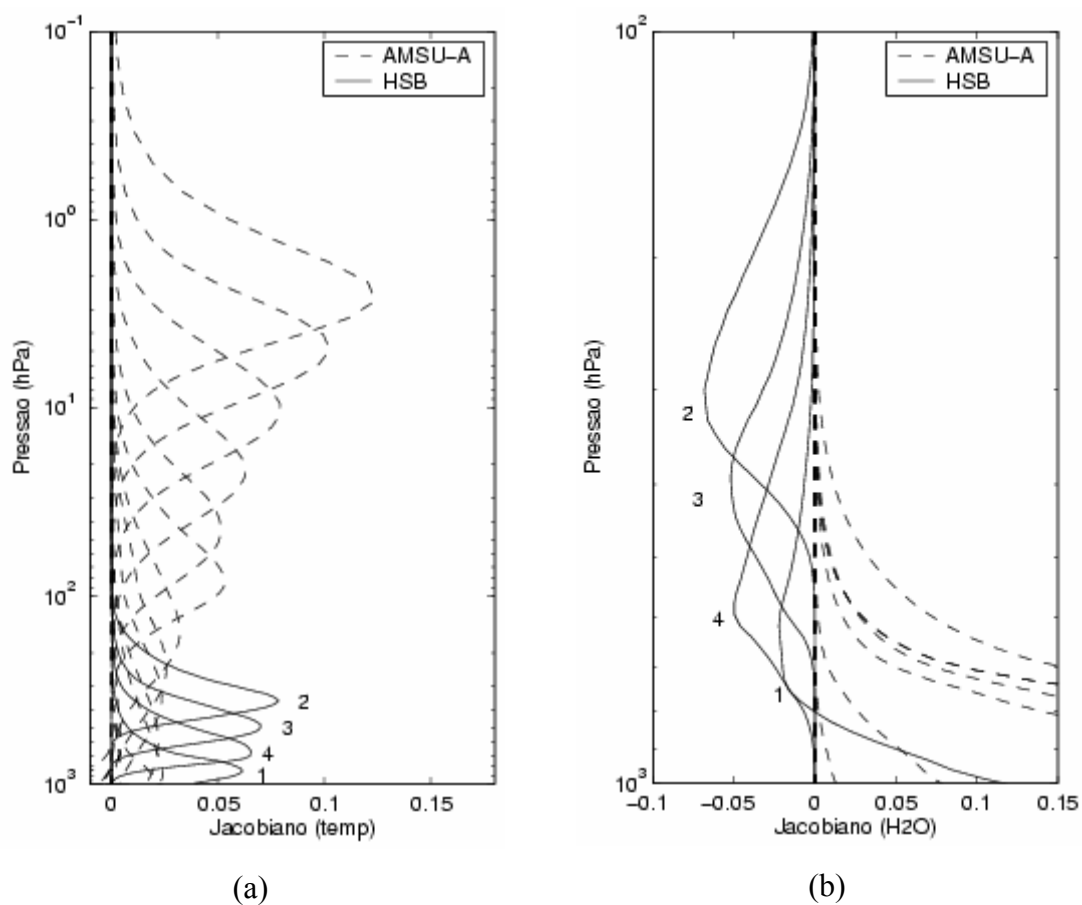 AMSU-A
HSB
10⁻¹
10⁰
10¹
10²
10³
Pressao (hPa)
2
3
4
1
0
0.05
0.1
0.15
Jacobiano (temp)
(a)
AMSU-A
HSB
10²
10³
Pressao (hPa)
2
3
4
1
-0.1
-0.05
0
0.05
0.1
0.15
Jacobiano (H2O)
(b)